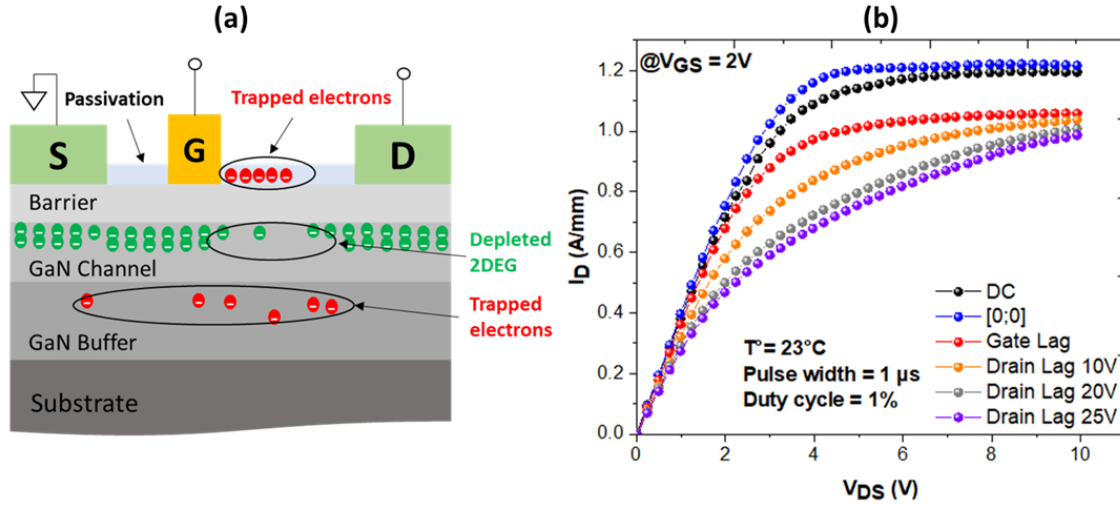 (a)
Passivation
Trapped electrons
S
G
D
Barrier
GaN Channel
Depleted
2DEG
GaN Buffer
Trapped
electrons
Substrate
(b)
@VGS = 2V
1.2
1.0
0.8
0.6
0.4
0.2
0.0
ID (A/mm)
DC
[0;0]
Gate Lag
Drain Lag 10V
Drain Lag 20V
Drain Lag 25V
T°= 23°C
Pulse width = 1 µs
Duty cycle = 1%
0 2 4 6 8 10
VDS (V)